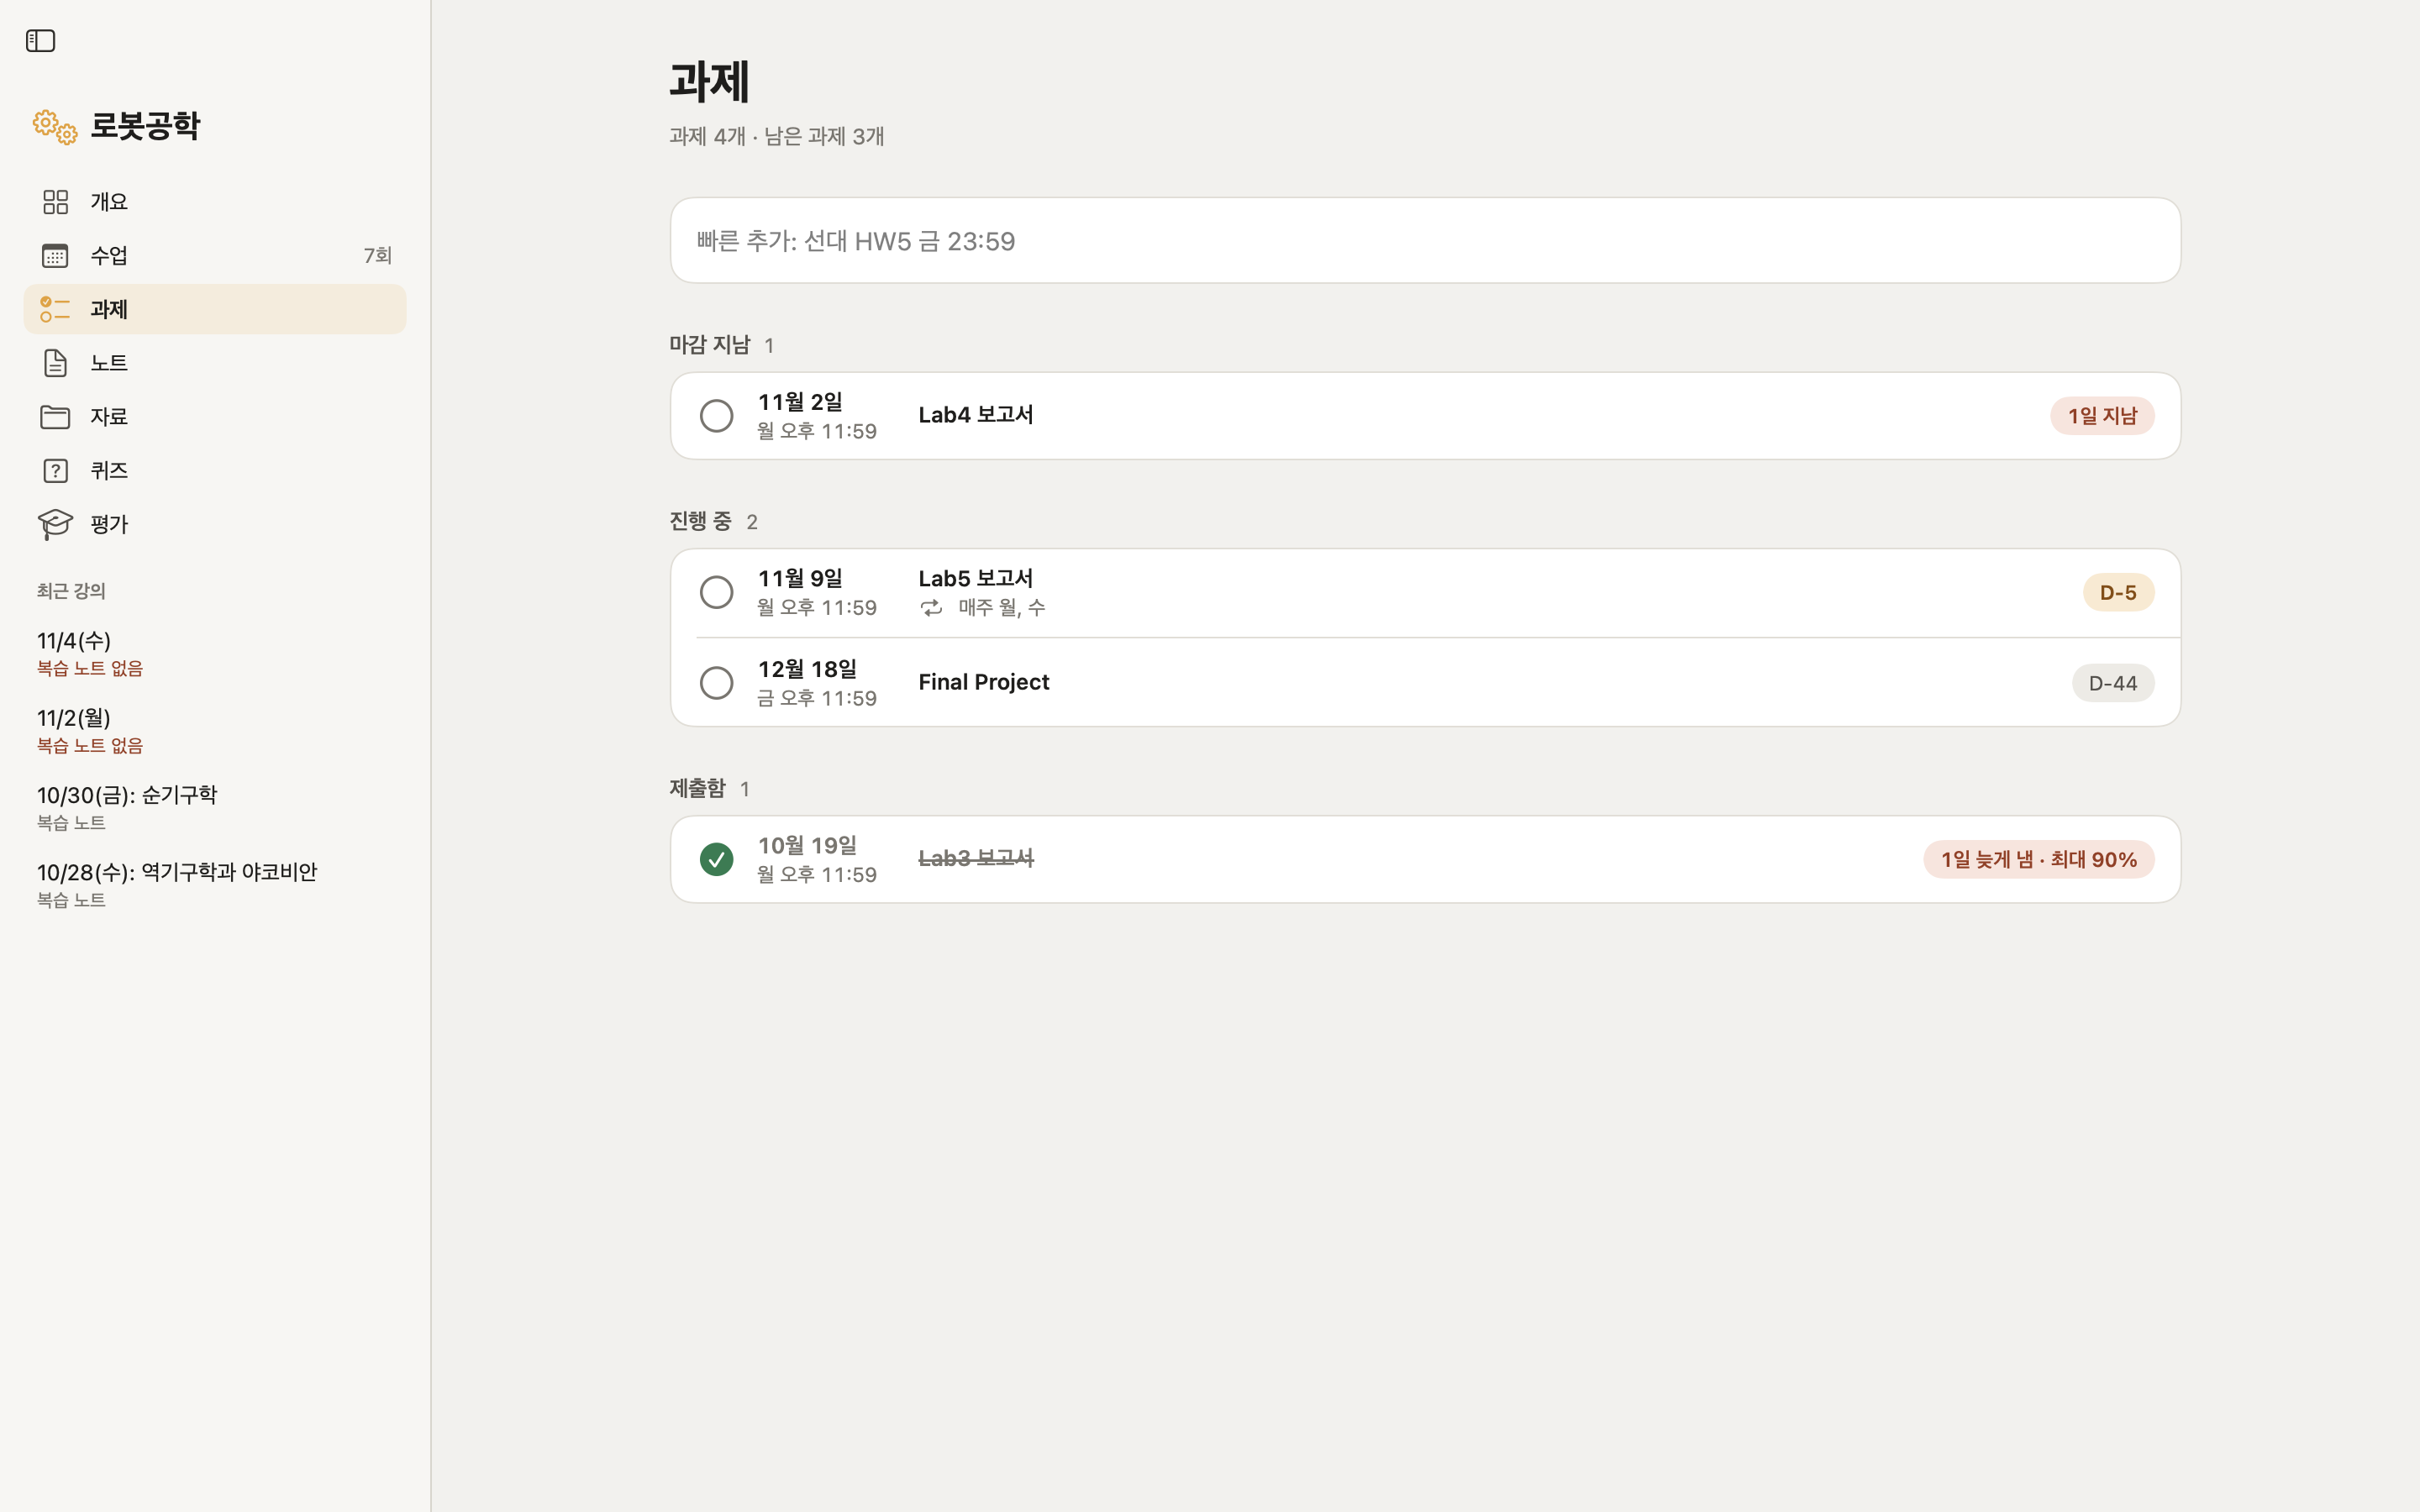 로봇공학
개요
수업 7회
과제
노트
자료
퀴즈
평가
최근 강의
11/4(수)
복습 노트 없음
11/2(월)
복습 노트 없음
10/30(금): 순기구학
복습 노트
10/28(수): 역기구학과 야코비안
복습 노트
과제
과제 4개 · 남은 과제 3개
빠른 추가: 선대 HW5 금 23:59
마감 지남 1
11월 2일
월 오후 11:59
Lab4 보고서
1일 지남
진행 중 2
11월 9일
월 오후 11:59
Lab5 보고서
매주 월, 수
D-5
12월 18일
금 오후 11:59
Final Project
D-44
제출함 1
10월 19일
월 오후 11:59
Lab3 보고서
1일 늦게 냄 · 최대 90%